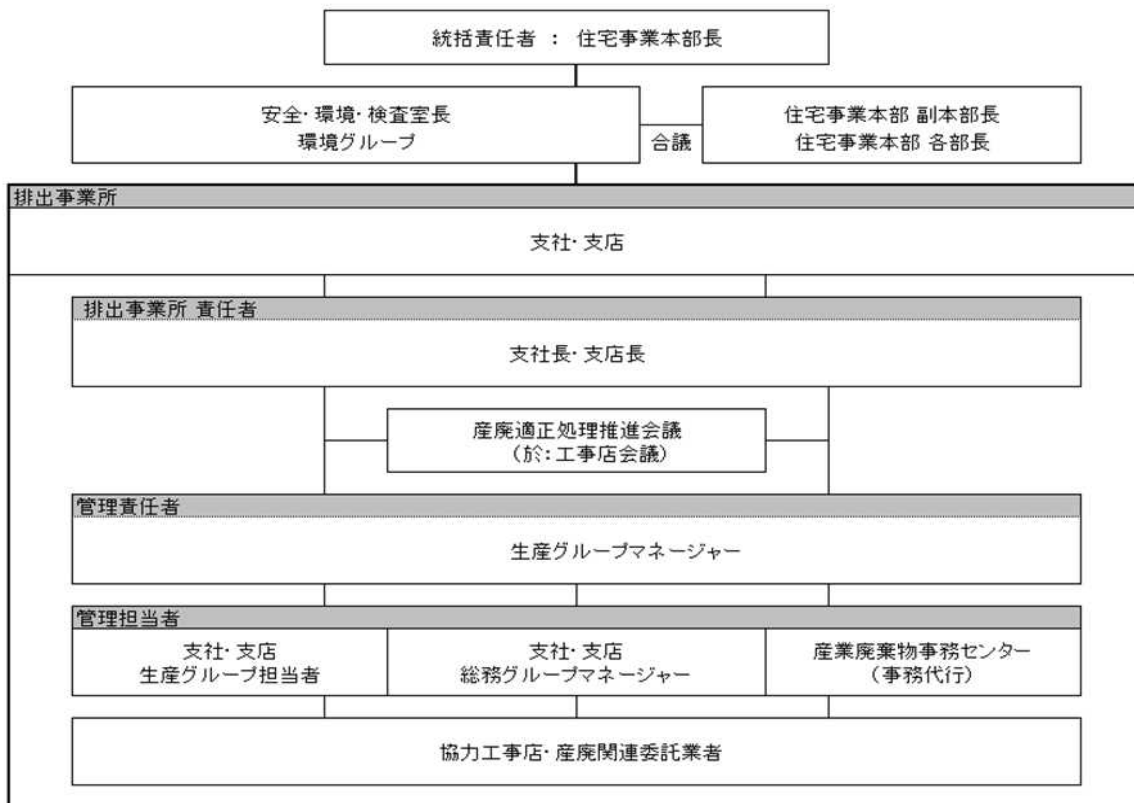 統括責任者 ： 住宅事業本部長
安全・環境・検査室長
環境グループ
合議
住宅事業本部 副本部長
住宅事業本部 各部長
排出事業所
支社・支店
排出事業所 責任者
支社長・支店長
産廃適正処理推進会議
（於：工事店会議）
管理責任者
生産グループマネージャー
管理担当者
支社・支店
生産グループ担当者
支社・支店
総務グループマネージャー
産業廃棄物事務センター
（事務代行）
協力工事店・産廃関連委託業者